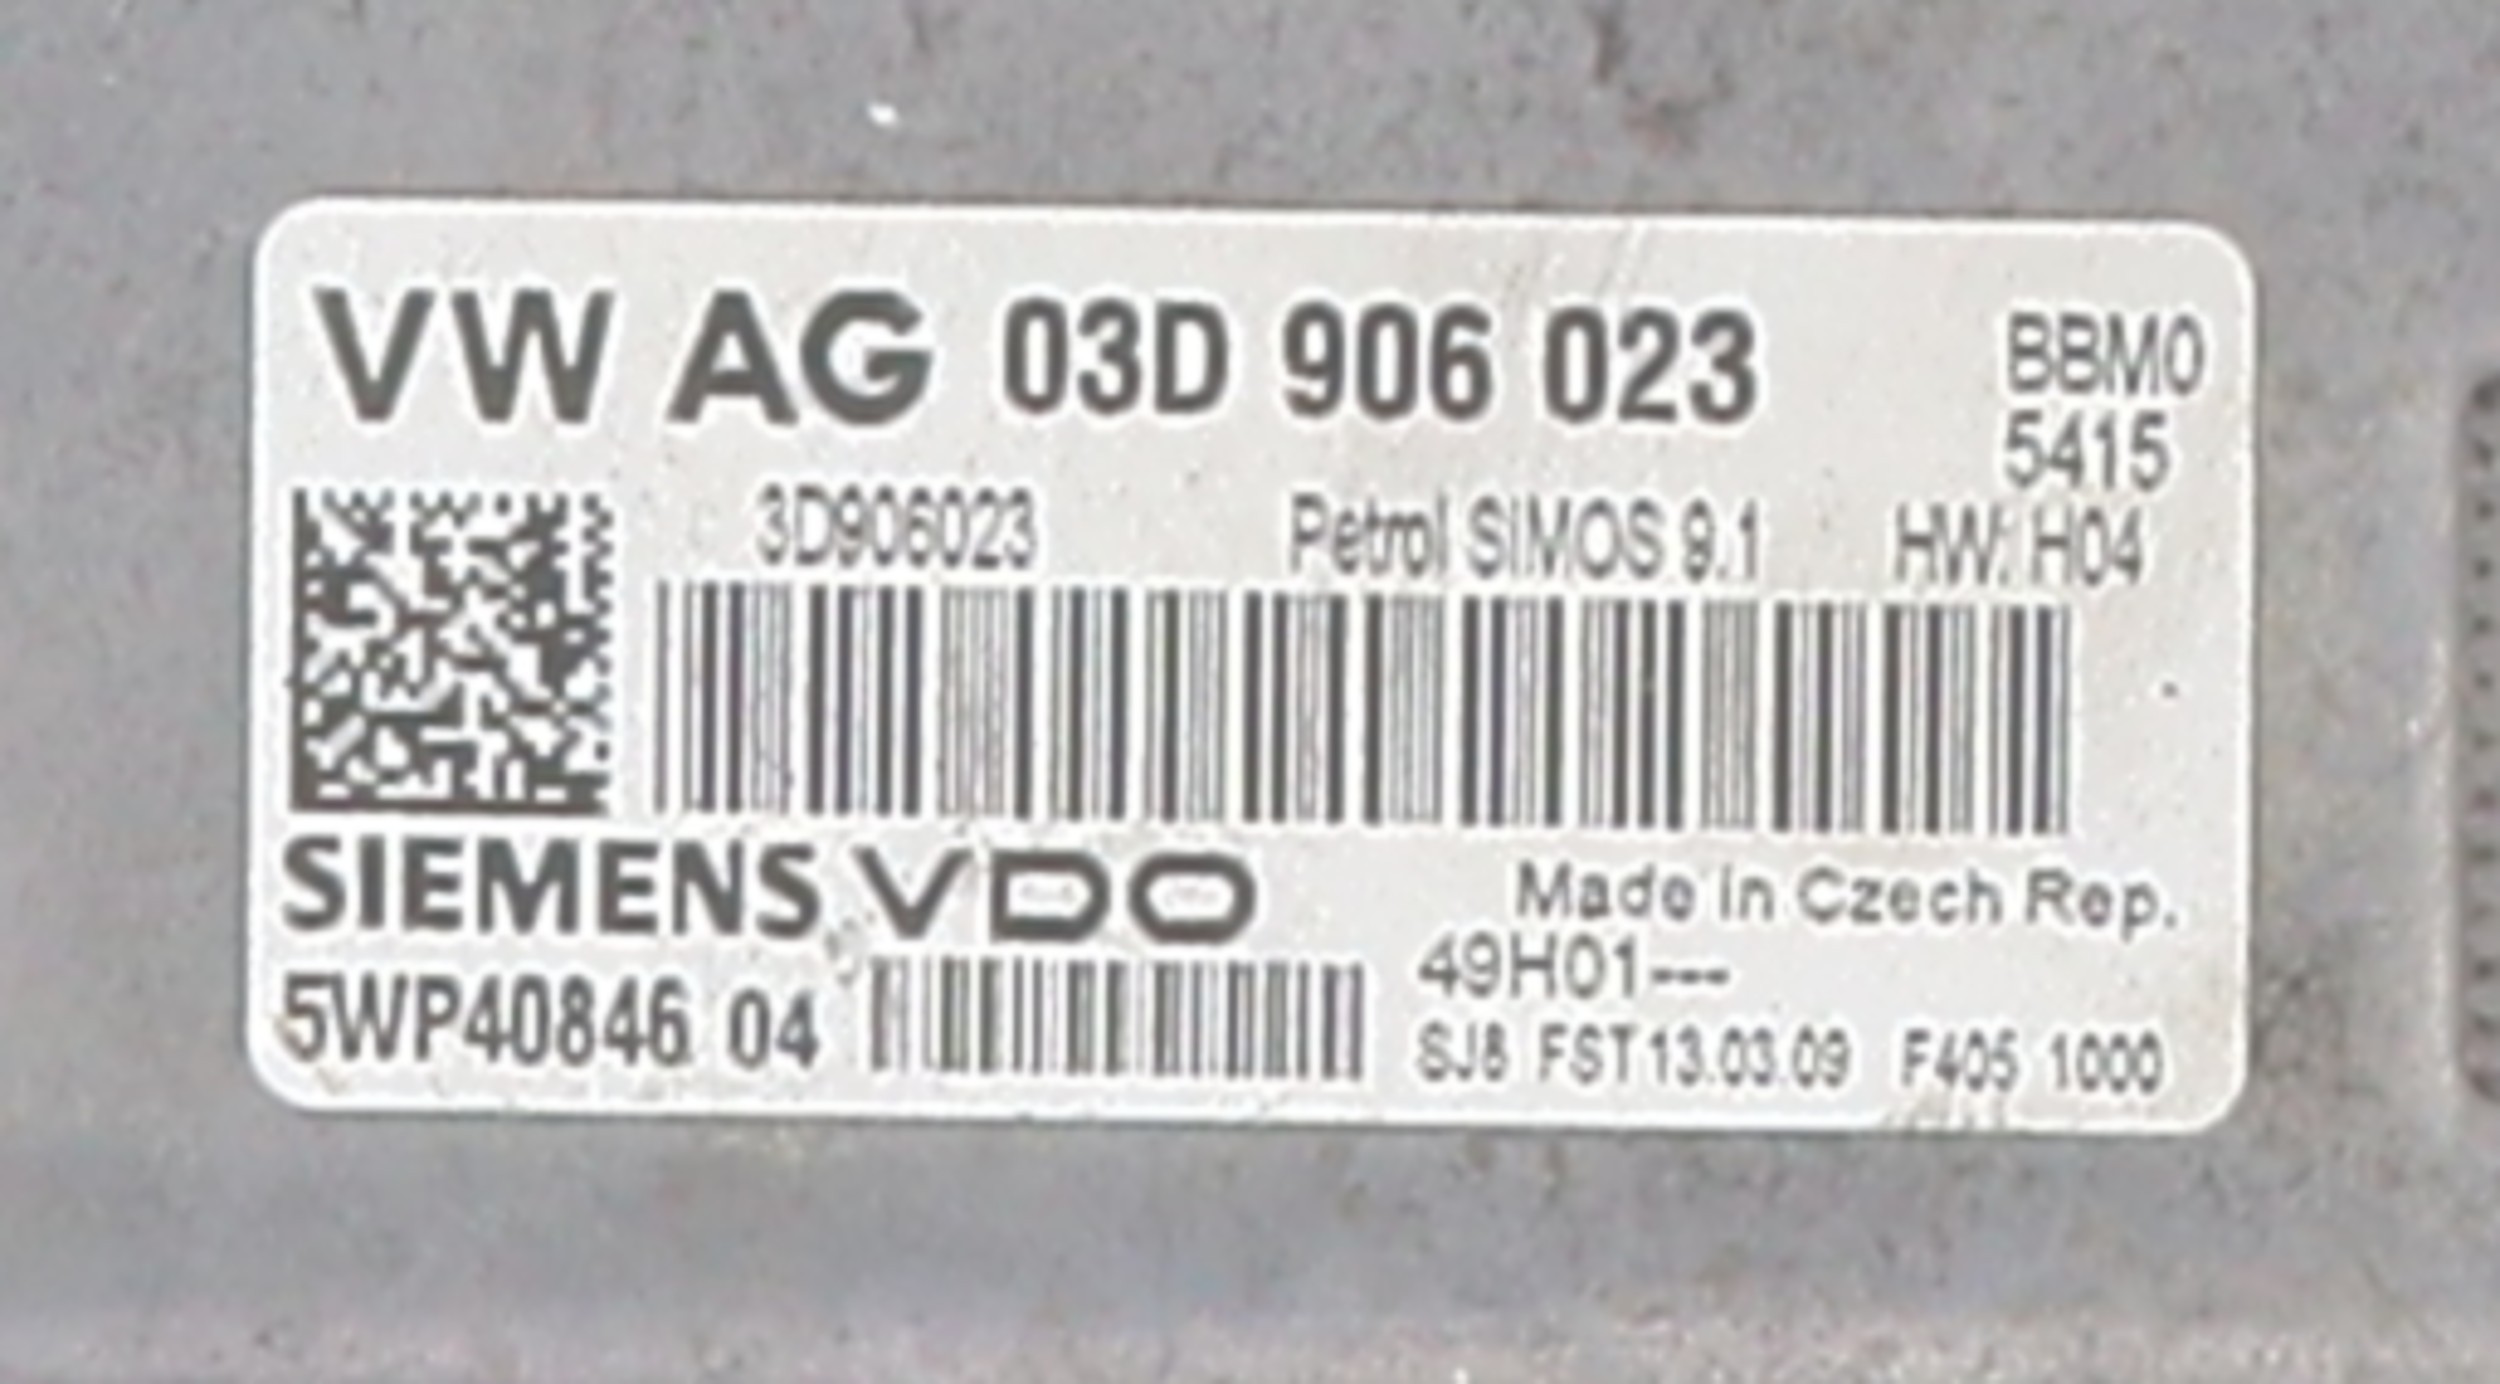 VW AG 03D 906 023
BBM0
5415
3D906023 Petrol SIMOS 9.1 HW: H04
SIEMENS VDO
Made in Czech Rep.
49H01---
5WP40846 04
SJ8 FST 13.03.09 F405 1000